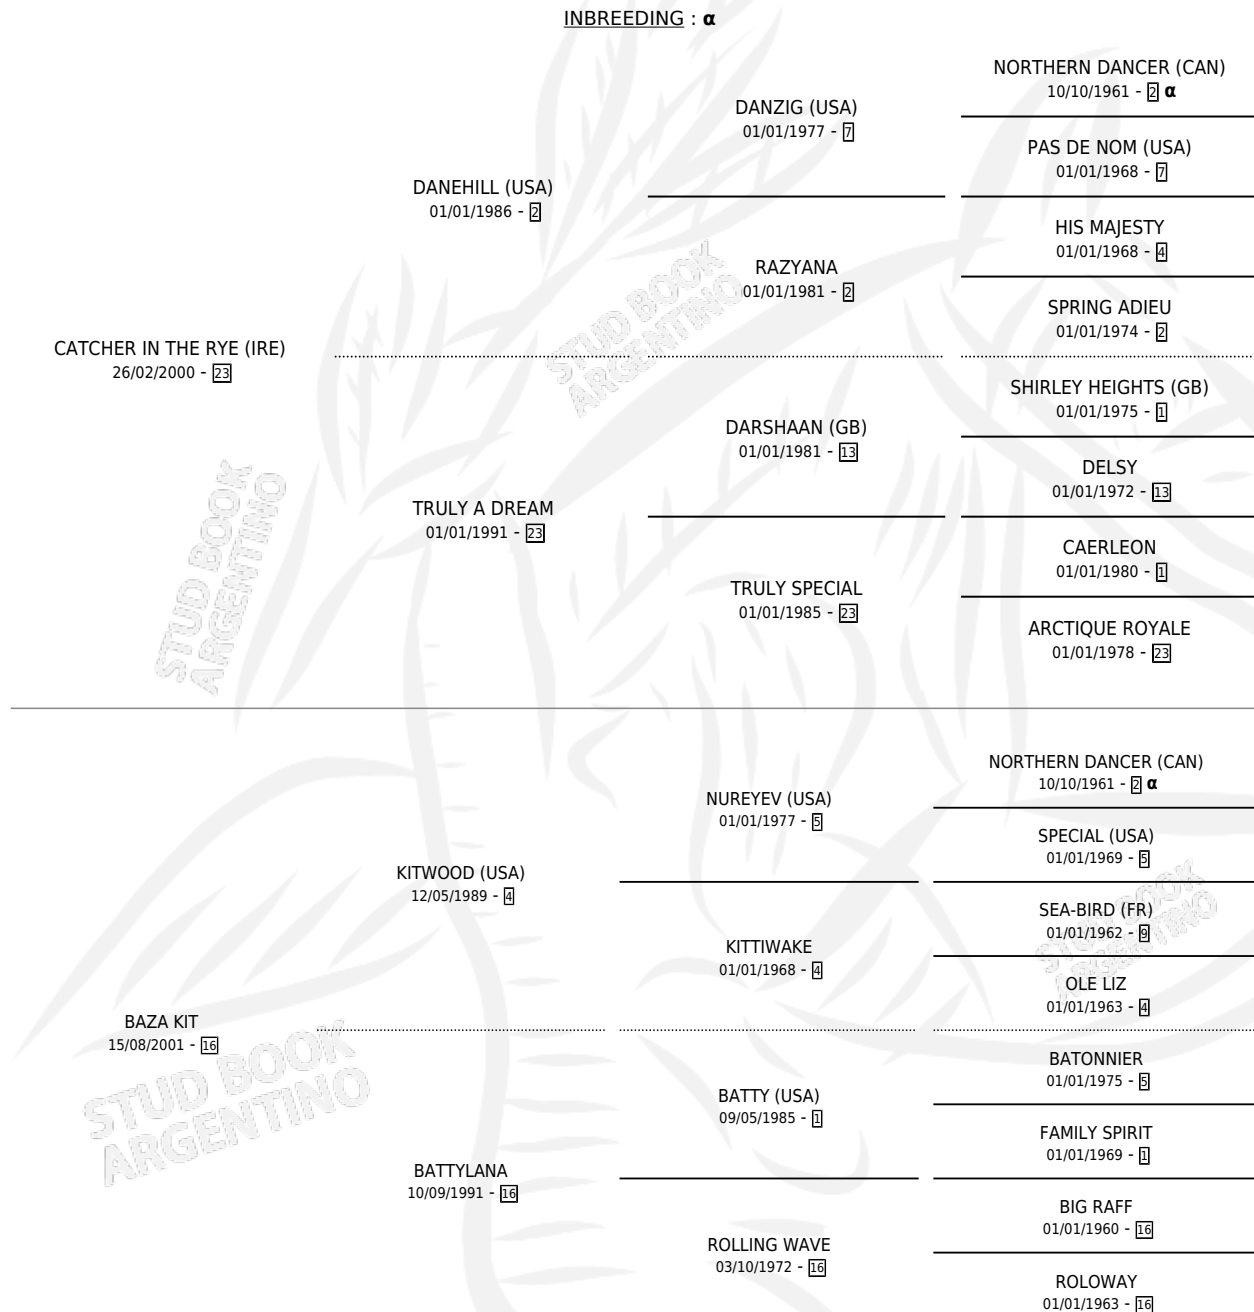 INBREEDING : α
NORTHERN DANCER (CAN)
10/10/1961 - 2 α
DANZIG (USA)
01/01/1977 - 7
PAS DE NOM (USA)
01/01/1968 - 7
DANEHILL (USA)
01/01/1986 - 2
HIS MAJESTY
01/01/1968 - 4
RAZYANA
01/01/1981 - 2
SPRING ADIEU
01/01/1974 - 2
CATCHER IN THE RYE (IRE)
26/02/2000 - 23
SHIRLEY HEIGHTS (GB)
01/01/1975 - 1
DARSHAAN (GB)
01/01/1981 - 13
DELSY
01/01/1972 - 13
TRULY A DREAM
01/01/1991 - 23
CAERLEON
01/01/1980 - 1
TRULY SPECIAL
01/01/1985 - 23
ARCTIQUE ROYALE
01/01/1978 - 23
NORTHERN DANCER (CAN)
10/10/1961 - 2 α
NUREYEV (USA)
01/01/1977 - 5
SPECIAL (USA)
01/01/1969 - 5
KITWOOD (USA)
12/05/1989 - 4
SEA-BIRD (FR)
01/01/1962 - 9
KITTIWAKE
01/01/1968 - 4
OLE LIZ
01/01/1963 - 4
BAZA KIT
15/08/2001 - 16
BATONNIER
01/01/1975 - 5
BATTY (USA)
09/05/1985 - 1
FAMILY SPIRIT
01/01/1969 - 1
BATTYLANA
10/09/1991 - 16
BIG RAFF
01/01/1960 - 16
ROLLING WAVE
03/10/1972 - 16
ROLOWAY
01/01/1963 - 16
STUD BOOK
ARGENTINO
STUD BOOK
ARGENTINO
STUD BOOK
ARGENTINO
STUD BOOK
ARGENTINO